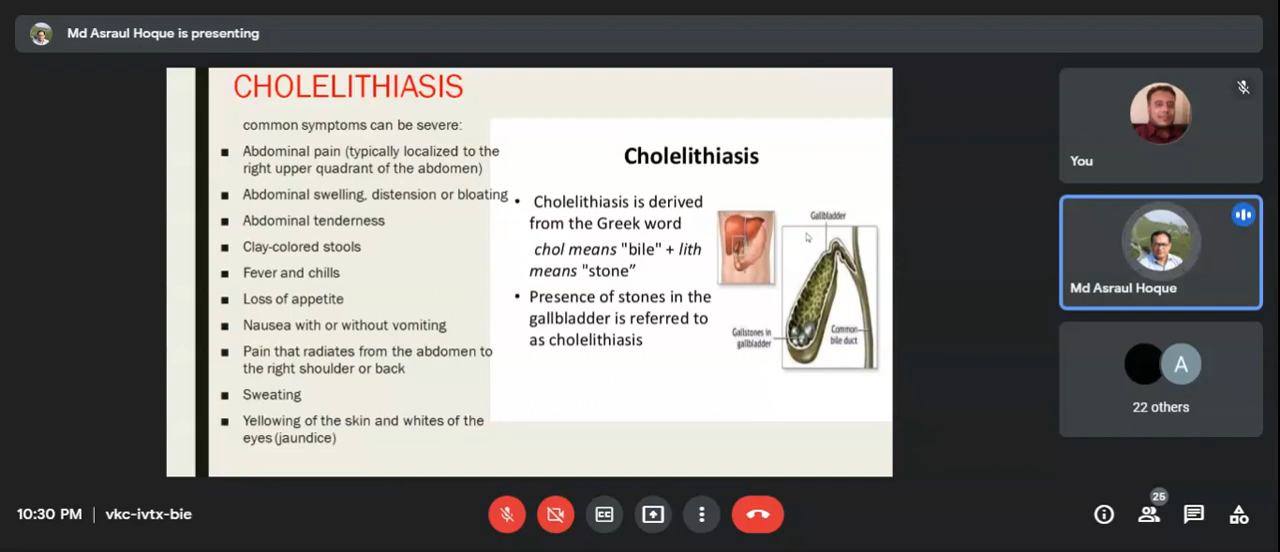 Md Asraul Hoque is presenting
CHOLELITHIASIS
common symptoms can be severe:
Abdominal pain (typically localized to the
right upper quadrant of the abdomen)
Abdominal swelling, distension or bloating
Abdominal tenderness
Clay-colored stools
Fever and chills
Loss of appetite
Nausea with or without vomiting
Pain that radiates from the abdomen to
the right shoulder or back
Sweating
Yellowing of the skin and whites of the
eyes(jaundice)
Cholelithiasis
• Cholelithiasis is derived
from the Greek word
chol means "bile" + lith
means "stone”
• Presence of stones in the
gallbladder is referred to
as cholelithiasis
Gallbladder
Gallstones in
gallbladder
Common
bile duct
You
Md Asraul Hoque
A
22 others
10:30 PM | vkc-ivtx-bie
CC
25